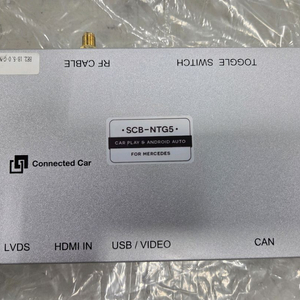 RF CABLE
TOGGLE SWITCH
• SCB-NTG5 •
CAR PLAY & ANDROID AUTO
FOR MERCEDES
Connected Car
LVDS
HDMI IN
USB / VIDEO
CAN